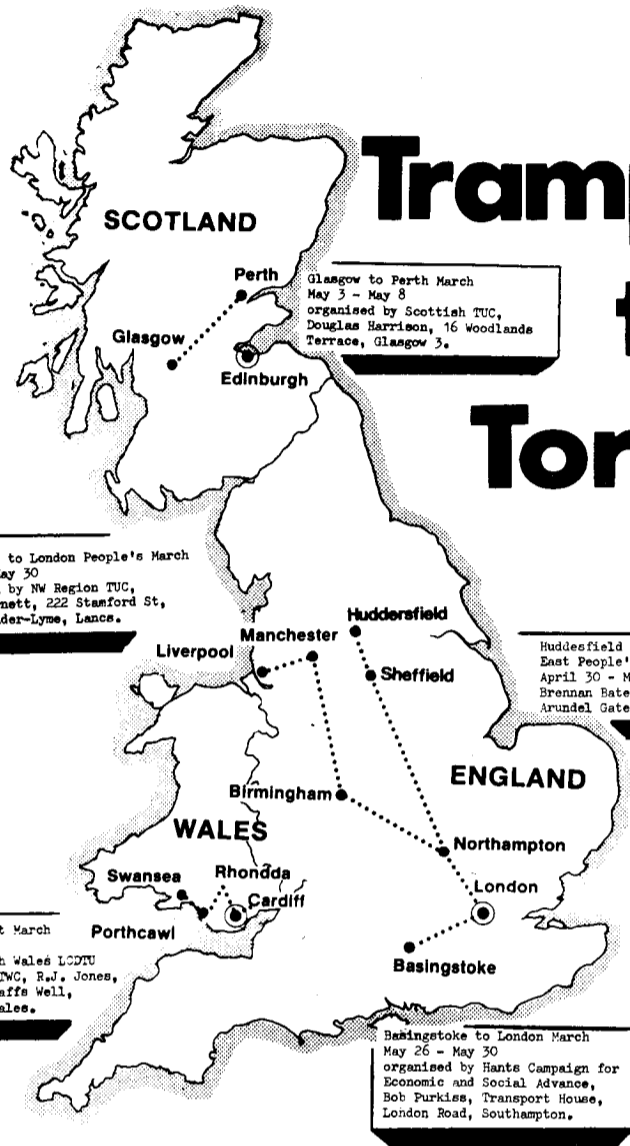 Tram
SCOTLAND
Perth
Glasgow to Perth March
May 3 - May 8
organised by Scottish TUC,
Douglas Harrison, 16 Woodlands
Terrace, Glasgow 3.
Glasgow
Edinburgh
Tor
to London People's March
ay 30
by NW Region TUC,
nett, 222 Stamford St,
der-Lyme, Lancs.
Huddersfield
Manchester
Liverpool
Sheffield
Huddesfield
East People'
April 30 - M
Brennan Bate
Arundel Gate
ENGLAND
Birmingham
WALES
Northampton
Swansea
Rhondda
London
Cardiff
Porthcawl
t March
h Wales LCDTU
TWC, R.J. Jones,
affs Well,
ales.
Basingstoke
Basingstoke to London March
May 26 - May 30
organised by Hants Campaign for
Economic and Social Advance,
Bob Purkiss, Transport House,
London Road, Southampton.